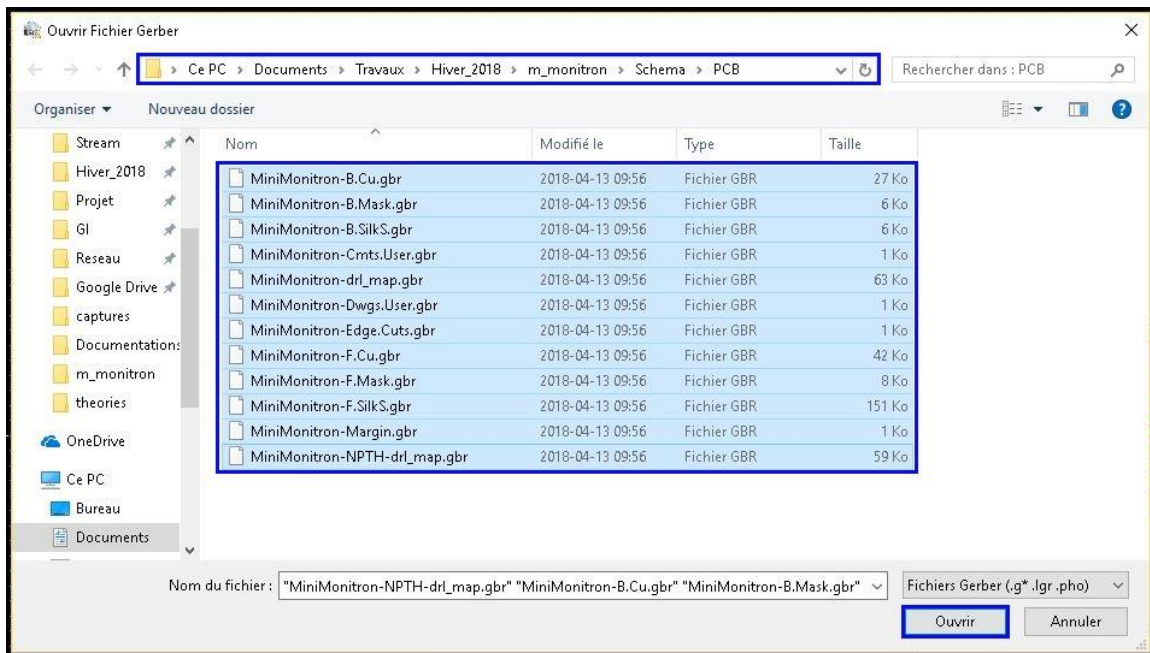 Ouvrir Fichier Gerber
Ce PC > Documents > Travaux > Hiver_2018 > m_monitron > Schema > PCB
Rechercher dans : PCB
Organiser Nouveau dossier
Stream
Hiver_2018
Projet
GI
Reseau
Google Drive
captures
Documentations
m_monitron
theories
OneDrive
Ce PC
Bureau
Documents
Nom Modifié le Type Taille
MiniMonitron-B.Cu.gbr 2018-04-13 09:56 Fichier GBR 27 Ko
MiniMonitron-B.Mask.gbr 2018-04-13 09:56 Fichier GBR 6 Ko
MiniMonitron-B.SilkS.gbr 2018-04-13 09:56 Fichier GBR 6 Ko
MiniMonitron-Cmts.User.gbr 2018-04-13 09:56 Fichier GBR 1 Ko
MiniMonitron-drl_map.gbr 2018-04-13 09:56 Fichier GBR 63 Ko
MiniMonitron-Dwgs.User.gbr 2018-04-13 09:56 Fichier GBR 1 Ko
MiniMonitron-Edge.Cuts.gbr 2018-04-13 09:56 Fichier GBR 1 Ko
MiniMonitron-F.Cu.gbr 2018-04-13 09:56 Fichier GBR 42 Ko
MiniMonitron-F.Mask.gbr 2018-04-13 09:56 Fichier GBR 8 Ko
MiniMonitron-F.SilkS.gbr 2018-04-13 09:56 Fichier GBR 151 Ko
MiniMonitron-Margin.gbr 2018-04-13 09:56 Fichier GBR 1 Ko
MiniMonitron-NPTH-drl_map.gbr 2018-04-13 09:56 Fichier GBR 59 Ko
Nom du fichier : "MiniMonitron-NPTH-drl_map.gbr" "MiniMonitron-B.Cu.gbr" "MiniMonitron-B.Mask.gbr"
Fichiers Gerber (.g* .lgr .pho)
Ouvrir Annuler